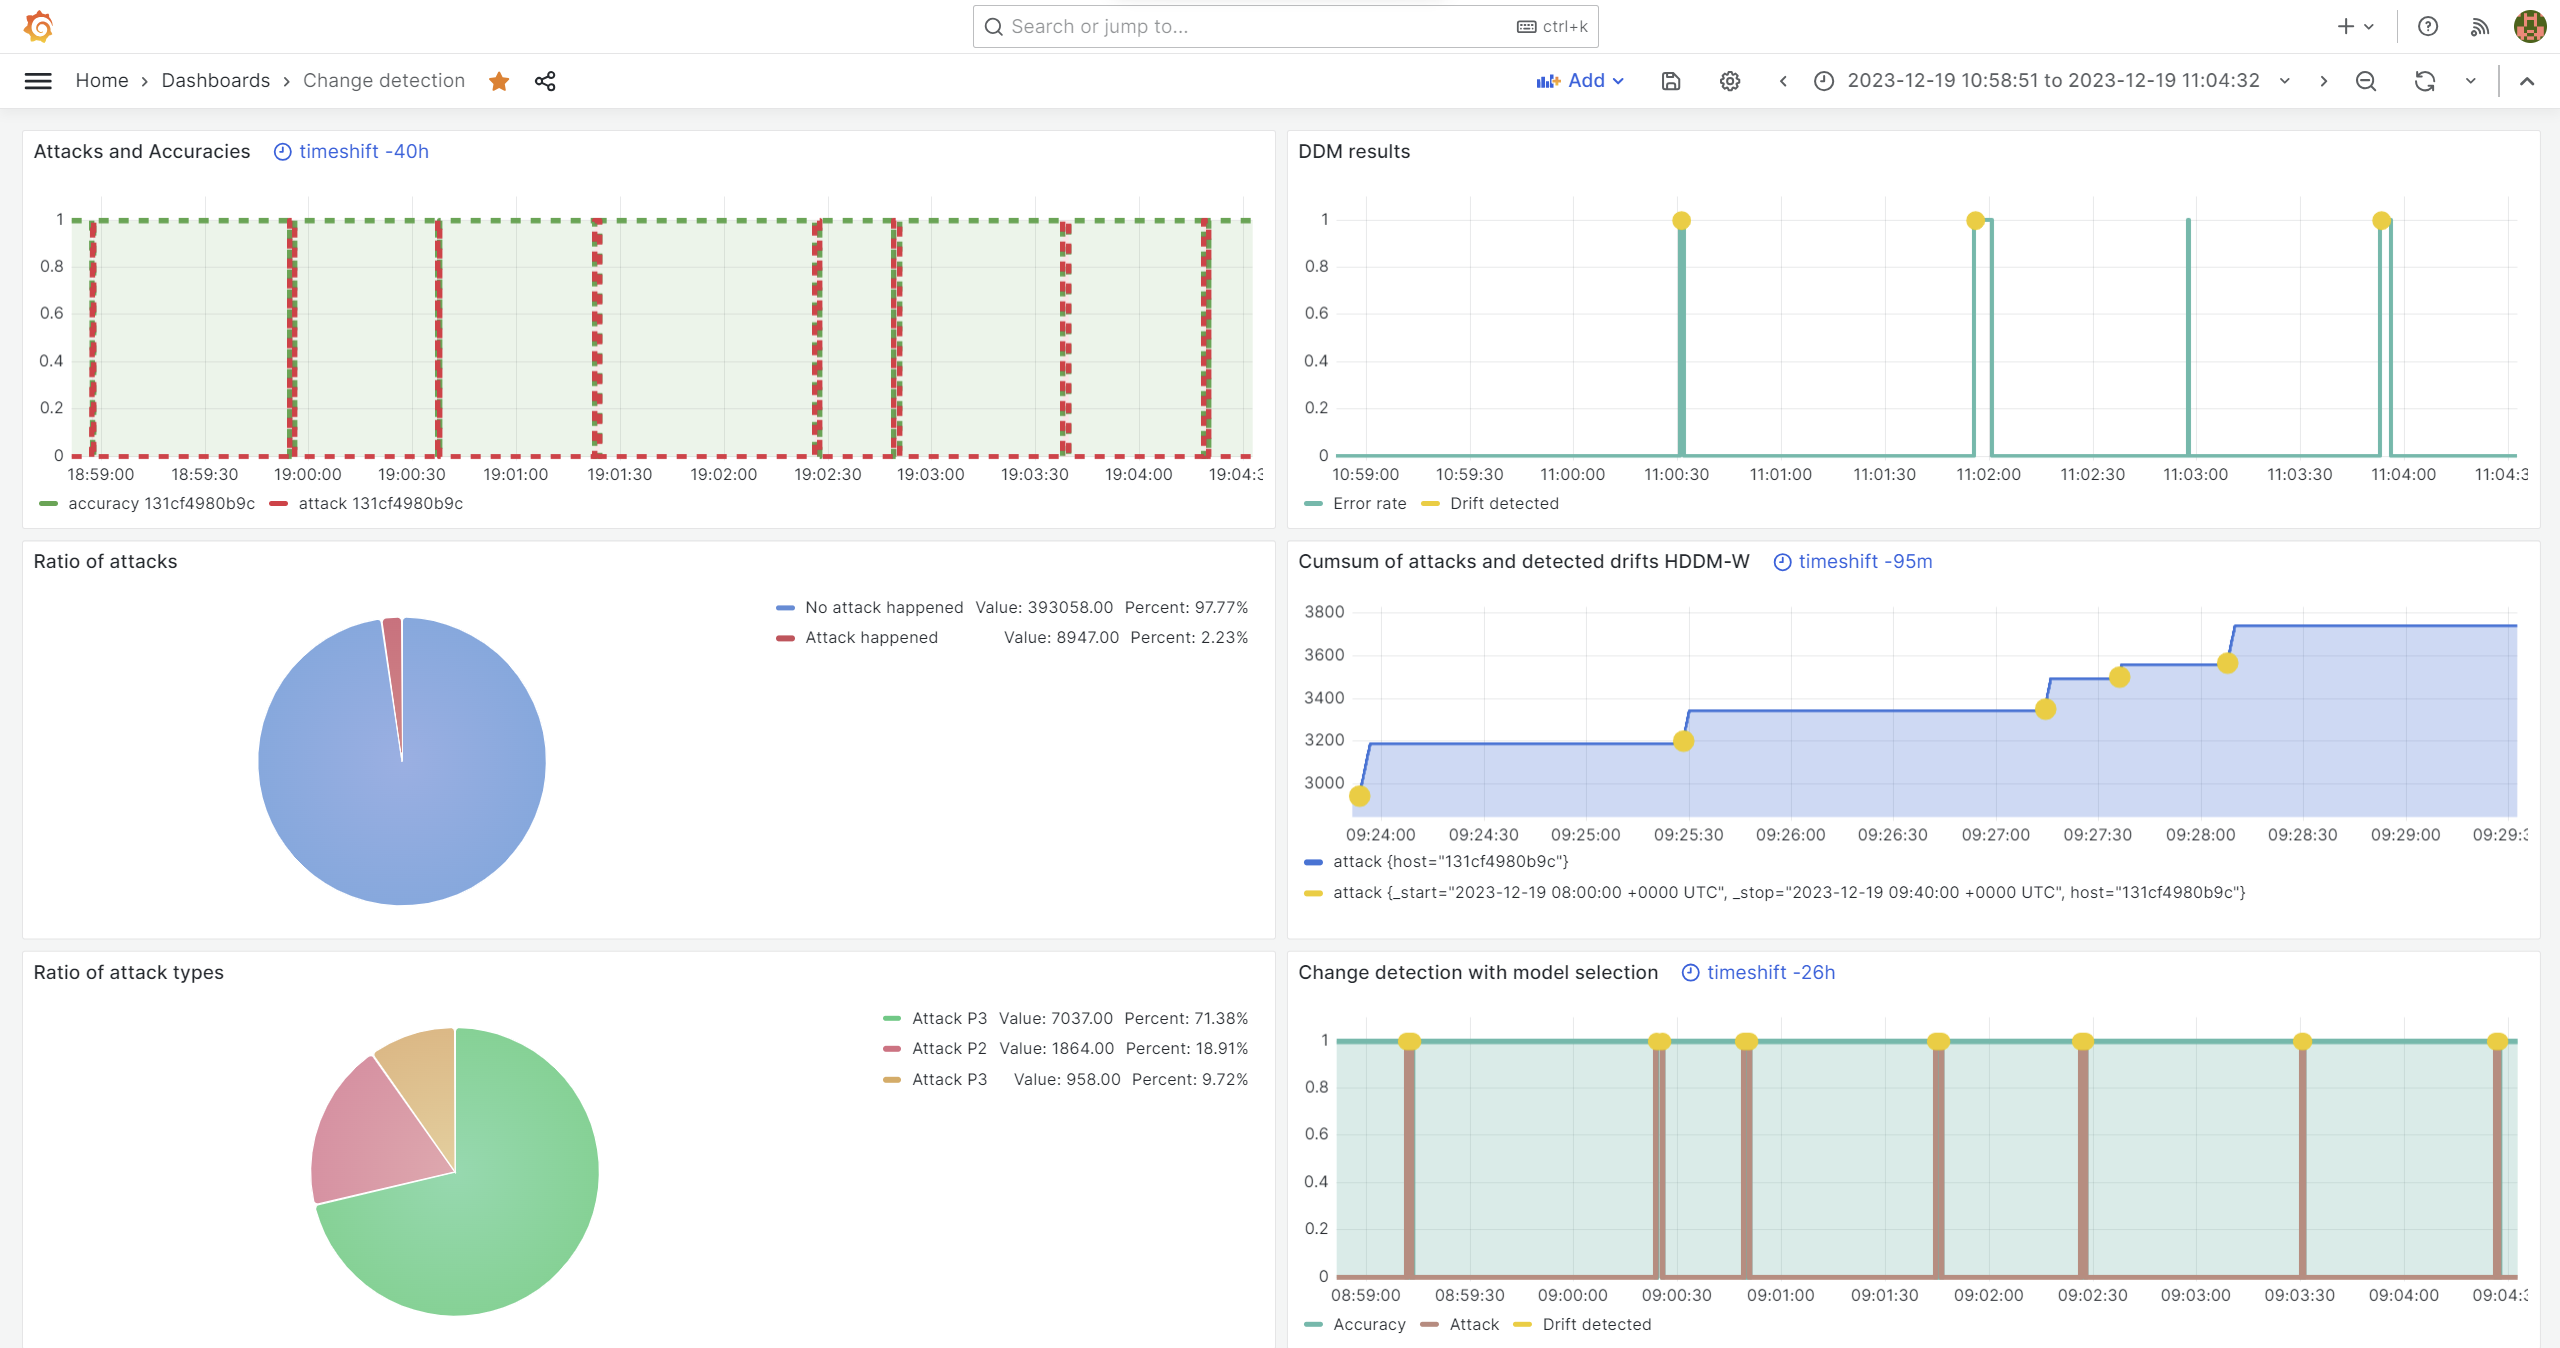 Search or jump to... ctrl+k
Home › Dashboards › Change detection Add 2023-12-19 10:58:51 to 2023-12-19 11:04:32
Attacks and Accuracies timeshift -40h
1
0.8
0.6
0.4
0.2
0
18:59:00 18:59:30 19:00:00 19:00:30 19:01:00 19:01:30 19:02:00 19:02:30 19:03:00 19:03:30 19:04:00 19:04:3
accuracy 131cf4980b9c attack 131cf4980b9c
DDM results
1
0.8
0.6
0.4
0.2
0
10:59:00 10:59:30 11:00:00 11:00:30 11:01:00 11:01:30 11:02:00 11:02:30 11:03:00 11:03:30 11:04:00 11:04:3
Error rate Drift detected
Ratio of attacks
No attack happened Value: 393058.00 Percent: 97.77%
Attack happened Value: 8947.00 Percent: 2.23%
Cumsum of attacks and detected drifts HDDM-W timeshift -95m
3800
3600
3400
3200
3000
09:24:00 09:24:30 09:25:00 09:25:30 09:26:00 09:26:30 09:27:00 09:27:30 09:28:00 09:28:30 09:29:00 09:29:3
attack {host="131cf4980b9c"}
attack {_start="2023-12-19 08:00:00 +0000 UTC", _stop="2023-12-19 09:40:00 +0000 UTC", host="131cf4980b9c"}
Ratio of attack types
Attack P3 Value: 7037.00 Percent: 71.38%
Attack P2 Value: 1864.00 Percent: 18.91%
Attack P3 Value: 958.00 Percent: 9.72%
Change detection with model selection timeshift -26h
1
0.8
0.6
0.4
0.2
0
08:59:00 08:59:30 09:00:00 09:00:30 09:01:00 09:01:30 09:02:00 09:02:30 09:03:00 09:03:30 09:04:00 09:04:3
Accuracy Attack Drift detected